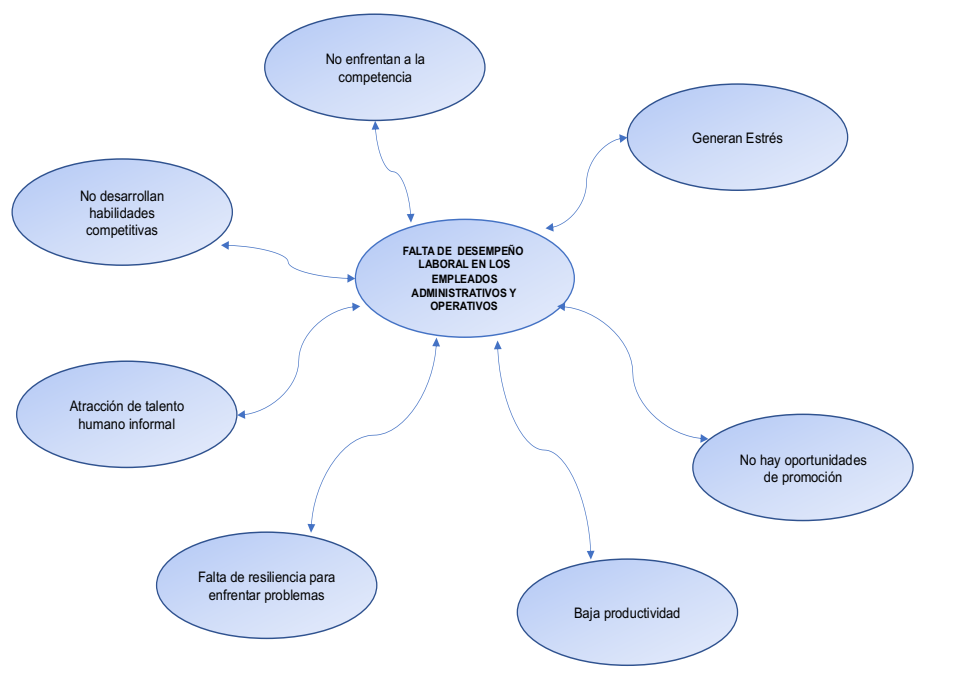 No enfrentan a la
competencia
Generan Estrés
No desarrollan
habilidades
competitivas
FALTA DE DESEMPEÑO
LABORAL EN LOS
EMPLEADOS
ADMINISTRATIVOS Y
OPERATIVOS
Atracción de talento
humano informal
No hay oportunidades
de promoción
Falta de resiliencia para
enfrentar problemas
Baja productividad